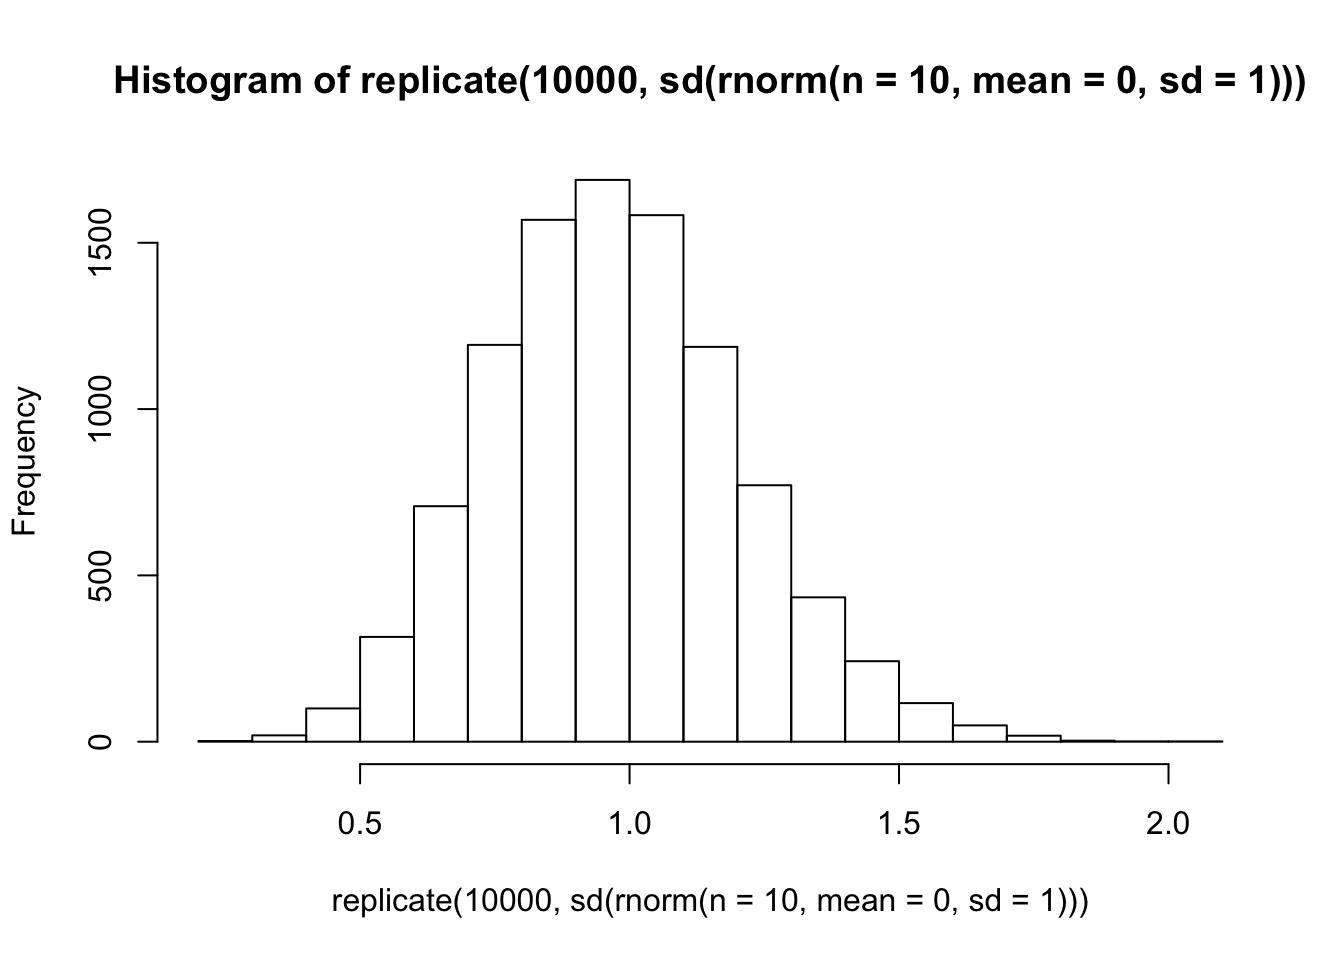 Histogram of replicate(10000, sd(rnorm(n = 10, mean = 0, sd = 1)))
Frequency
1500
1000
500
0
0.5 1.0 1.5 2.0
replicate(10000, sd(rnorm(n = 10, mean = 0, sd = 1)))